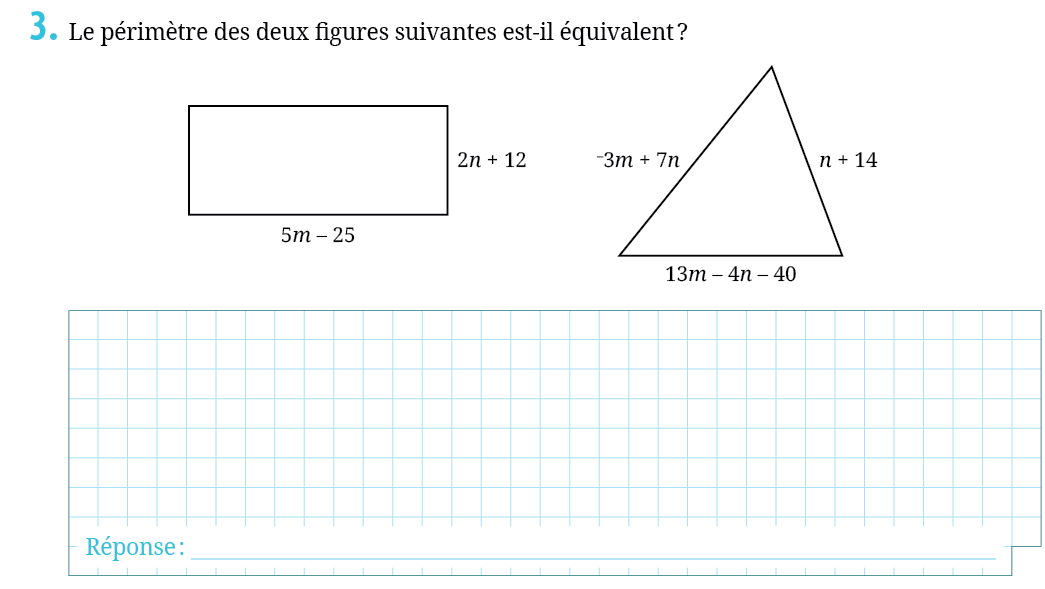 3. Le périmètre des deux figures suivantes est-il équivalent ?
2n + 12
5m – 25
⁻3m + 7n
n + 14
13m – 4n – 40
Réponse :